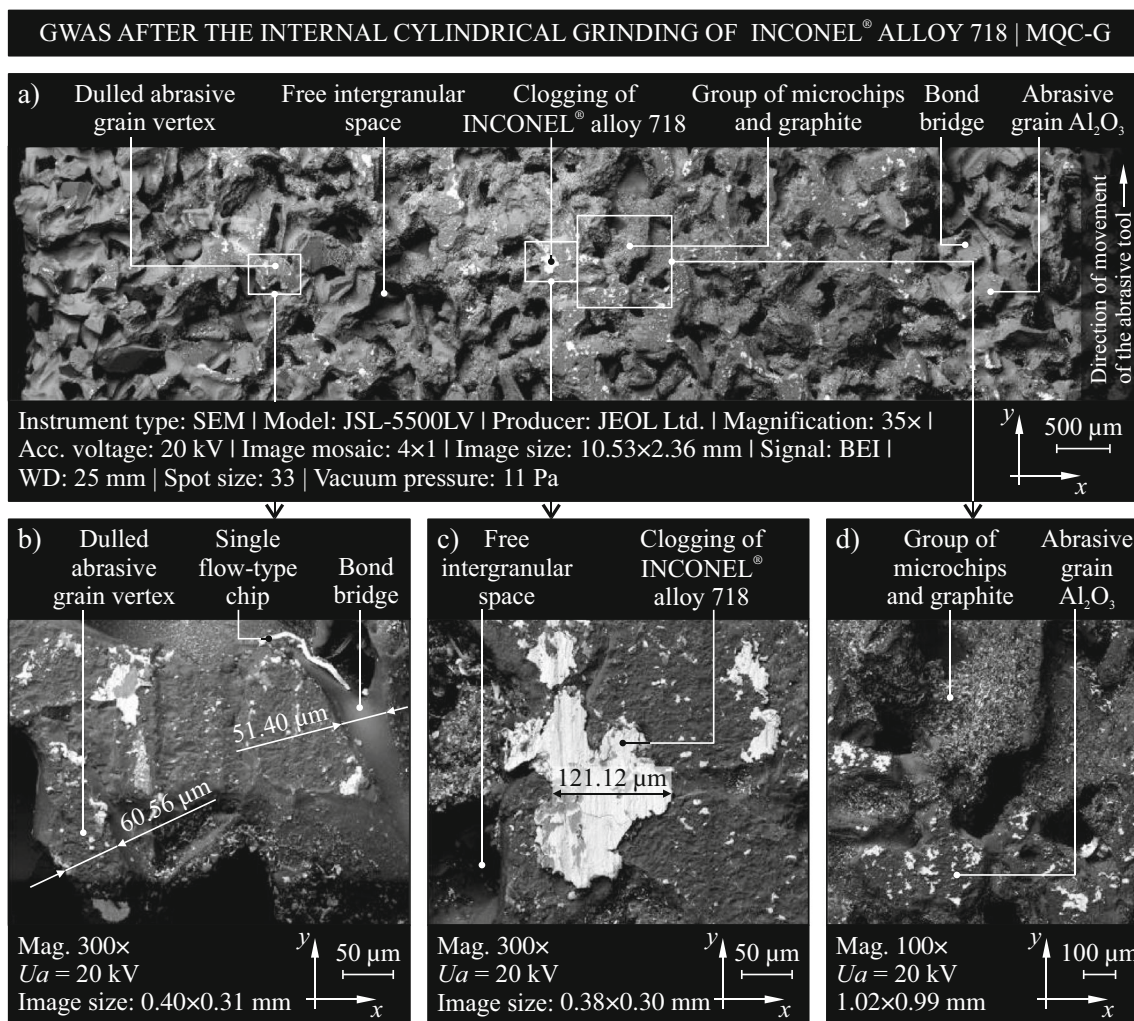 GWAS AFTER THE INTERNAL CYLINDRICAL GRINDING OF INCONEL® ALLOY 718 | MQC-G
a)
Dulled abrasive
grain vertex
Free intergranular
space
Clogging of
INCONEL® alloy 718
Group of microchips
and graphite
Bond
bridge
Abrasive
grain Al₂O₃
Direction of movement
of the abrasive tool
Instrument type: SEM | Model: JSL-5500LV | Producer: JEOL Ltd. | Magnification: 35× |
Acc. voltage: 20 kV | Image mosaic: 4×1 | Image size: 10.53×2.36 mm | Signal: BEI |
WD: 25 mm | Spot size: 33 | Vacuum pressure: 11 Pa
y
500 µm
x
b)
Dulled
abrasive
grain vertex
Single
flow-type
chip
Bond
bridge
51.40 µm
60.56 µm
Mag. 300×
Ua = 20 kV
Image size: 0.40×0.31 mm
y
50 µm
x
c)
Free
intergranular
space
Clogging of
INCONEL®
alloy 718
121.12 µm
Mag. 300×
Ua = 20 kV
Image size: 0.38×0.30 mm
y
50 µm
x
d)
Group of
microchips
and graphite
Abrasive
grain
Al₂O₃
Mag. 100×
Ua = 20 kV
1.02×0.99 mm
y
100 µm
x